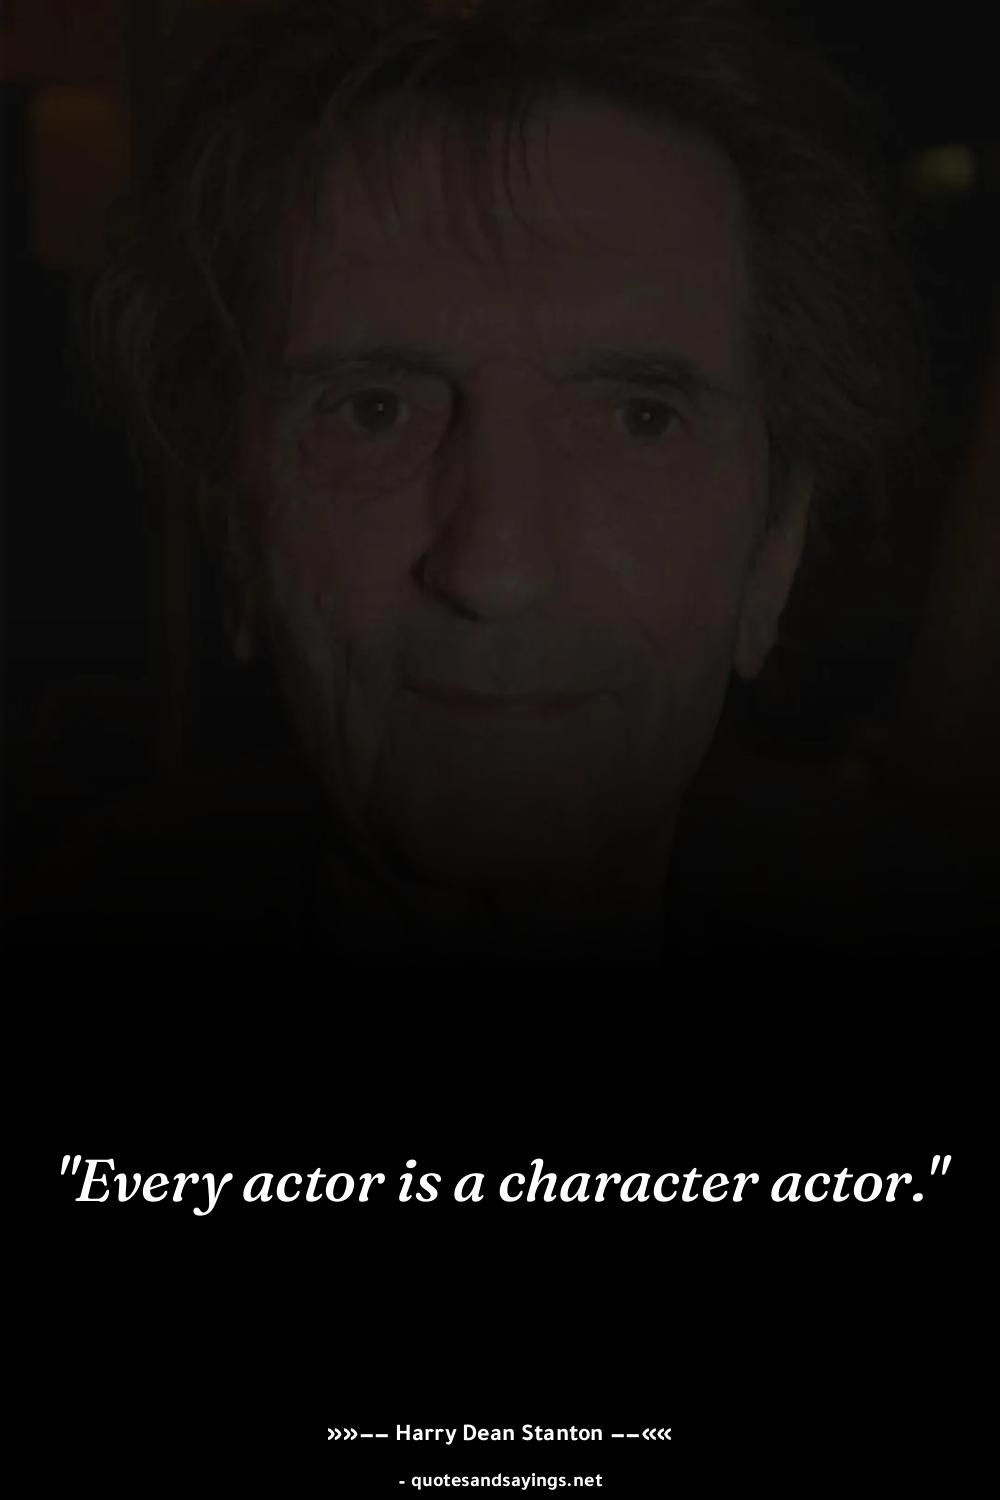 "Every actor is a character actor."
»»–– Harry Dean Stanton ––««
- quotesandsayings.net